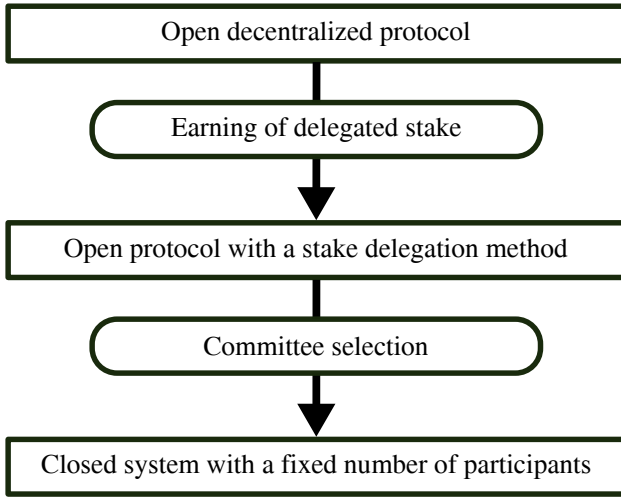 Open decentralized protocol
Earning of delegated stake
Open protocol with a stake delegation method
Committee selection
Closed system with a fixed number of participants